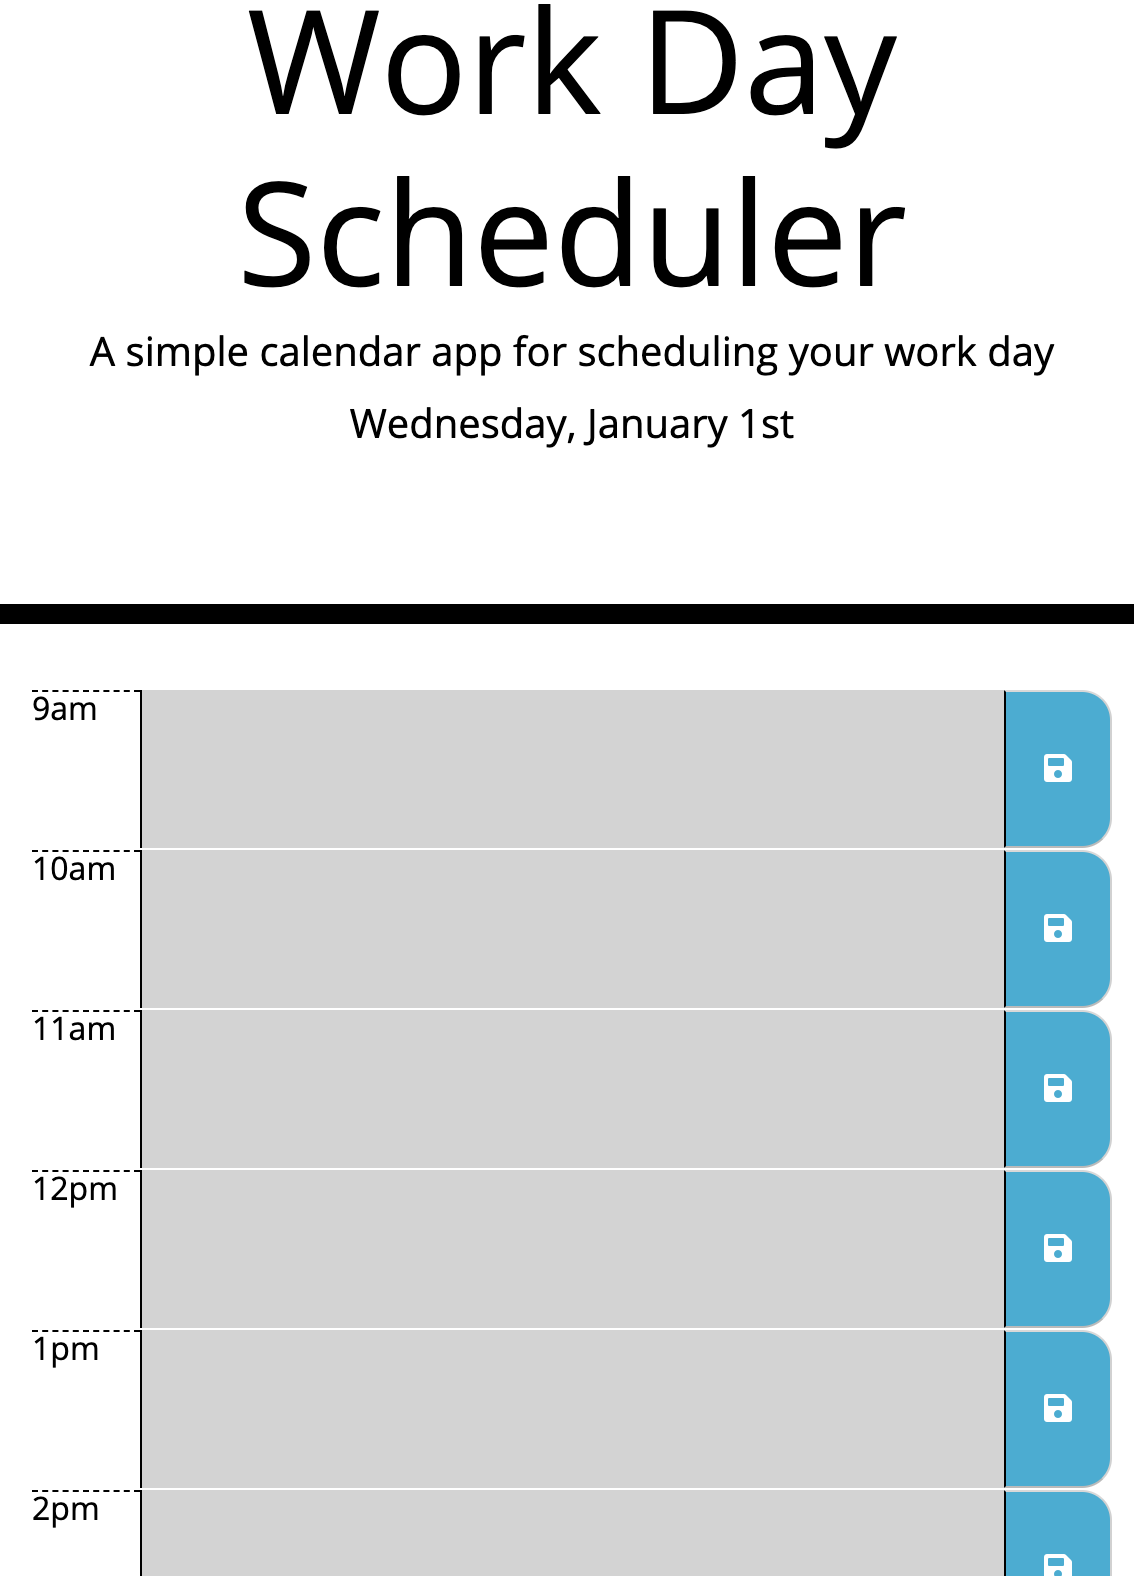 Work Day
Scheduler
A simple calendar app for scheduling your work day
Wednesday, January 1st
9am
10am
11am
12pm
1pm
2pm